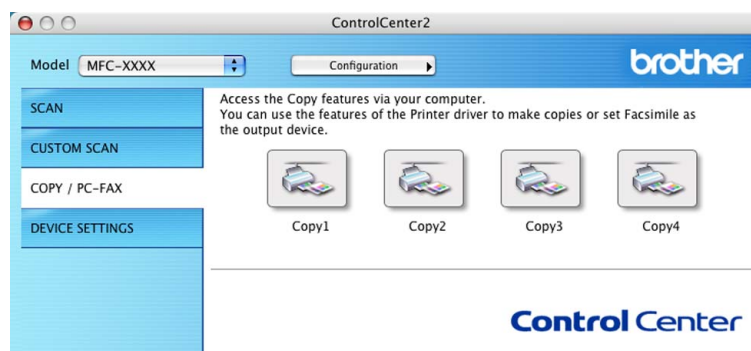 ControlCenter2
Model MFC-XXXX Configuration brother
SCAN
CUSTOM SCAN
COPY / PC-FAX
DEVICE SETTINGS
Access the Copy features via your computer.
You can use the features of the Printer driver to make copies or set Facsimile as
the output device.
Copy1 Copy2 Copy3 Copy4
Control Center